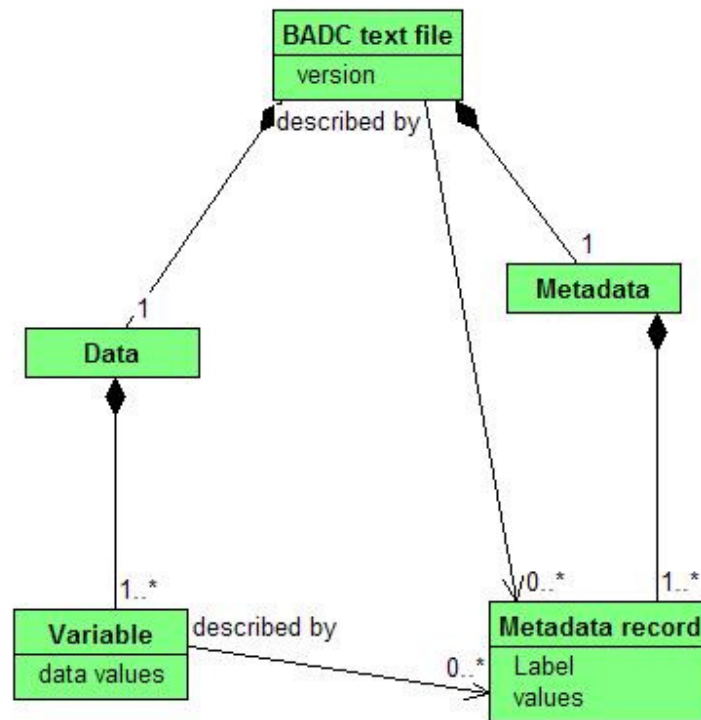 BADC text file
version
described by
1
Metadata
1
Data
0..*
1..*
1..*
Variable
data values
described by
0..*
Metadata record
Label
values